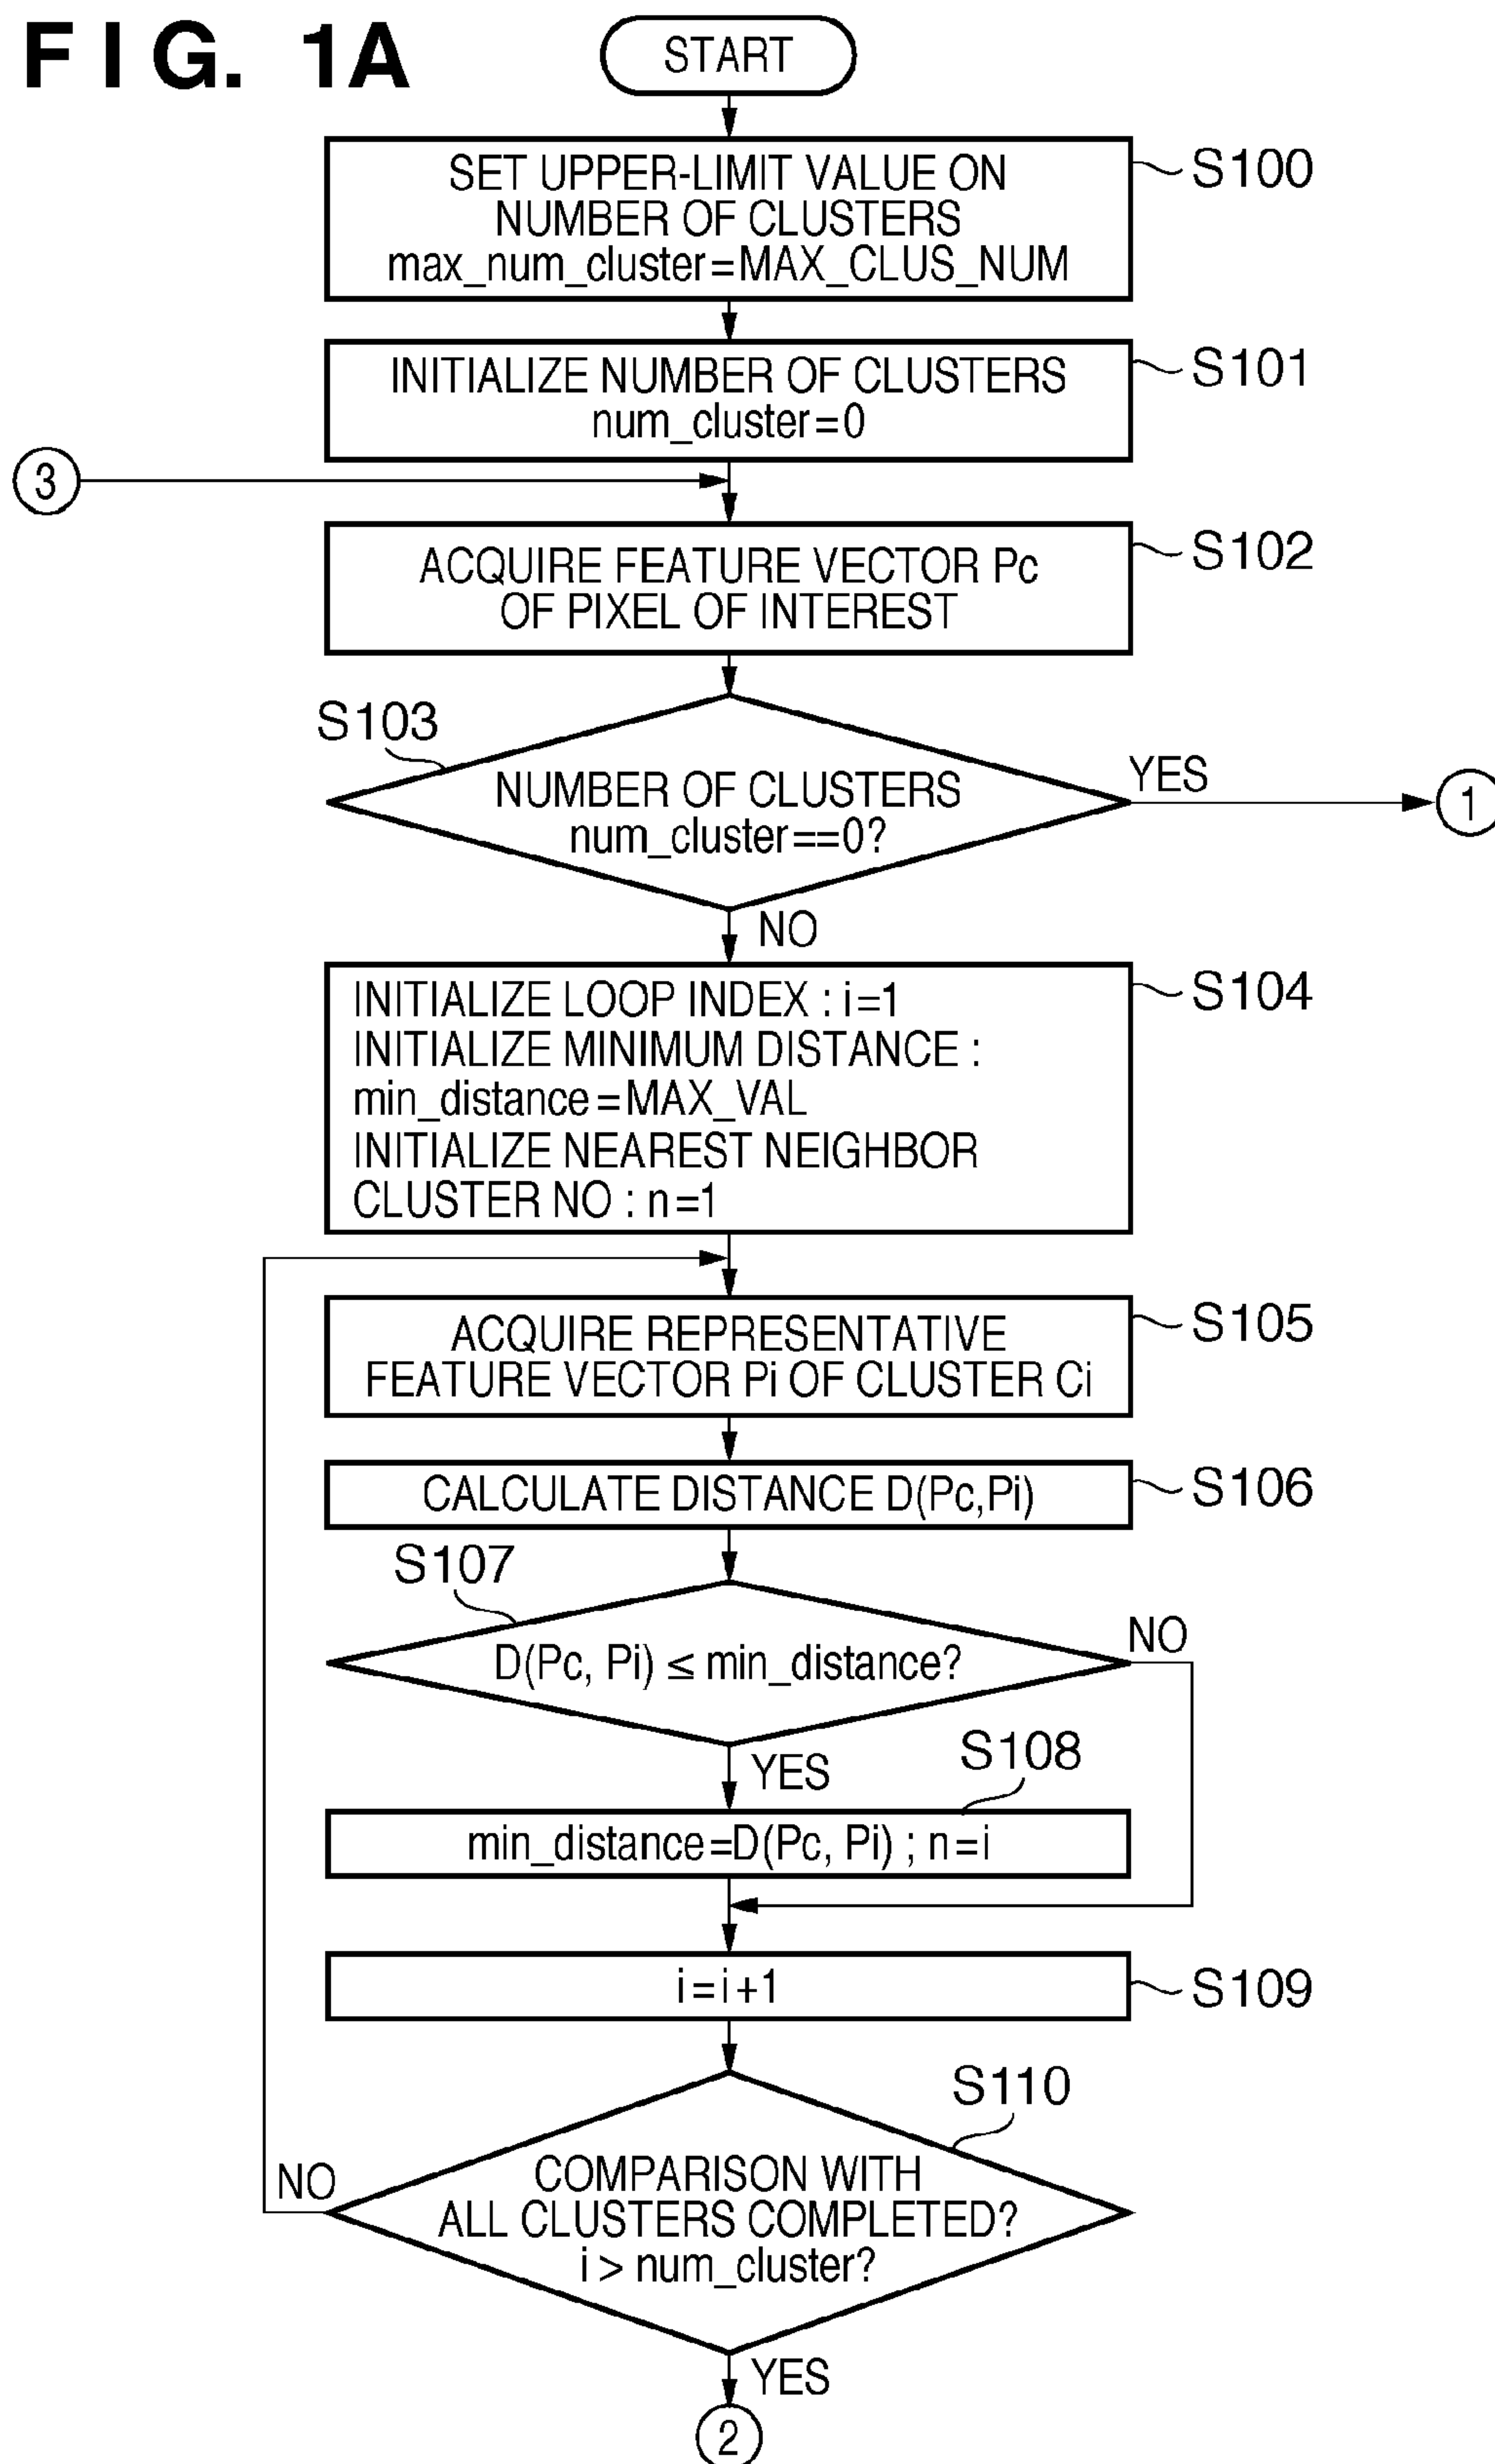 FIG. 1A
START
SET UPPER-LIMIT VALUE ON
NUMBER OF CLUSTERS
max_num_cluster=MAX_CLUS_NUM
S100
INITIALIZE NUMBER OF CLUSTERS
num_cluster=0
S101
3
ACQUIRE FEATURE VECTOR Pc
OF PIXEL OF INTEREST
S102
S103
NUMBER OF CLUSTERS
num_cluster==0?
YES
1
NO
INITIALIZE LOOP INDEX : i=1
INITIALIZE MINIMUM DISTANCE :
min_distance=MAX_VAL
INITIALIZE NEAREST NEIGHBOR
CLUSTER NO : n=1
S104
ACQUIRE REPRESENTATIVE
FEATURE VECTOR Pi OF CLUSTER Ci
S105
CALCULATE DISTANCE D(Pc,Pi)
S106
S107
D(Pc, Pi) ≤ min_distance?
NO
YES
S108
min_distance=D(Pc, Pi) ; n=i
i=i+1
S109
S110
COMPARISON WITH
ALL CLUSTERS COMPLETED?
i > num_cluster?
NO
YES
2